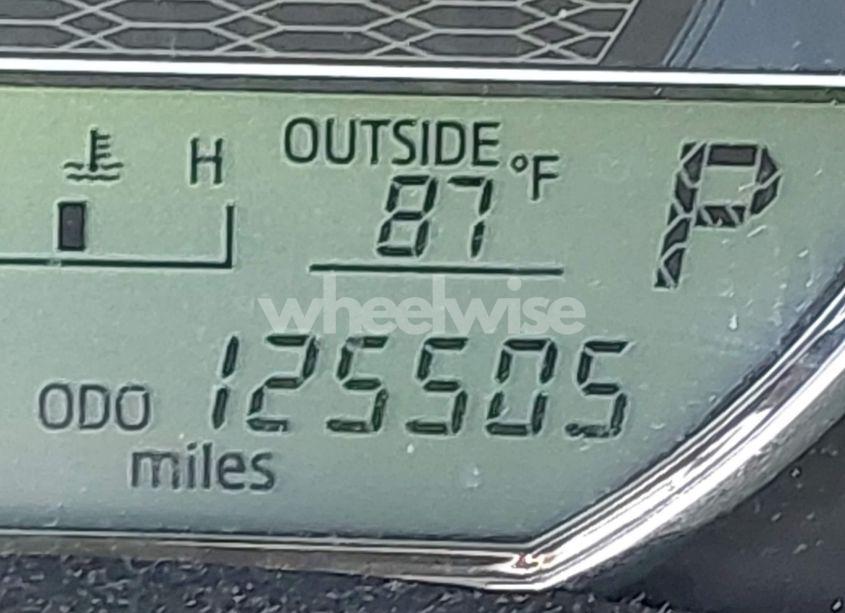 H
OUTSIDE
87 °F
P
wheelwise
ODO 125505
miles